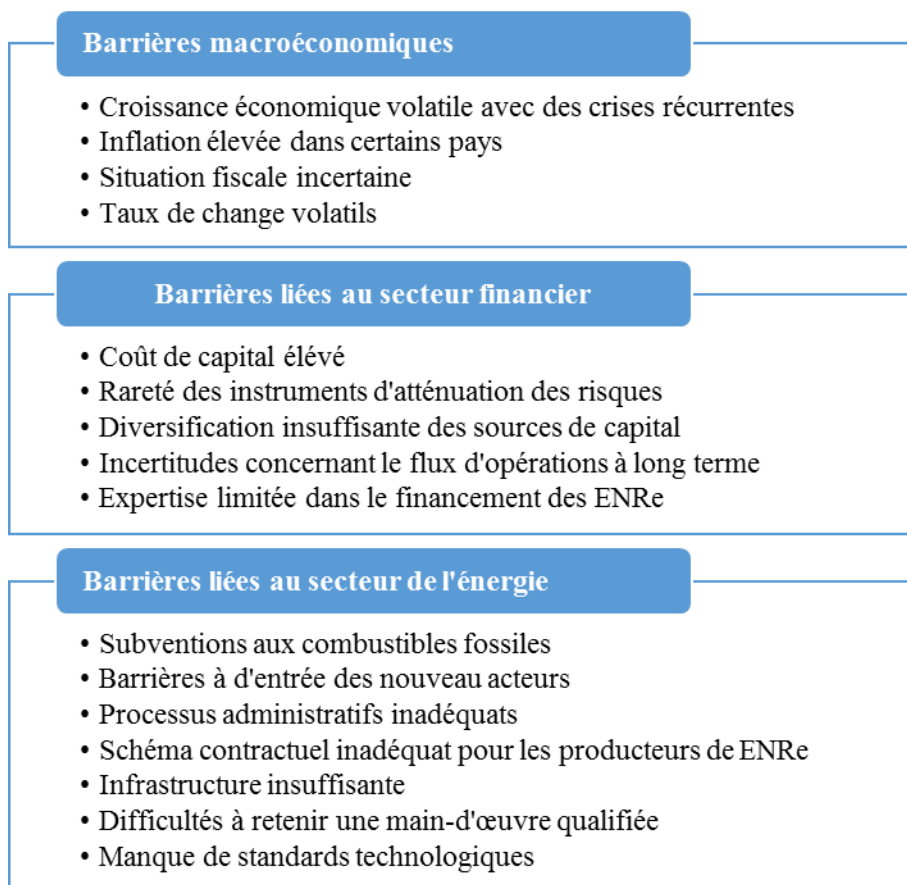 Barrières macroéconomiques
• Croissance économique volatile avec des crises récurrentes
• Inflation élevée dans certains pays
• Situation fiscale incertaine
• Taux de change volatils
Barrières liées au secteur financier
• Coût de capital élévé
• Rareté des instruments d'atténuation des risques
• Diversification insuffisante des sources de capital
• Incertitudes concernant le flux d'opérations à long terme
• Expertise limitée dans le financement des ENRe
Barrières liées au secteur de l'énergie
• Subventions aux combustibles fossiles
• Barrières à d'entrée des nouveau acteurs
• Processus administratifs inadéquats
• Schéma contractuel inadéquat pour les producteurs de ENRe
• Infrastructure insuffisante
• Difficultés à retenir une main-d'œuvre qualifiée
• Manque de standards technologiques